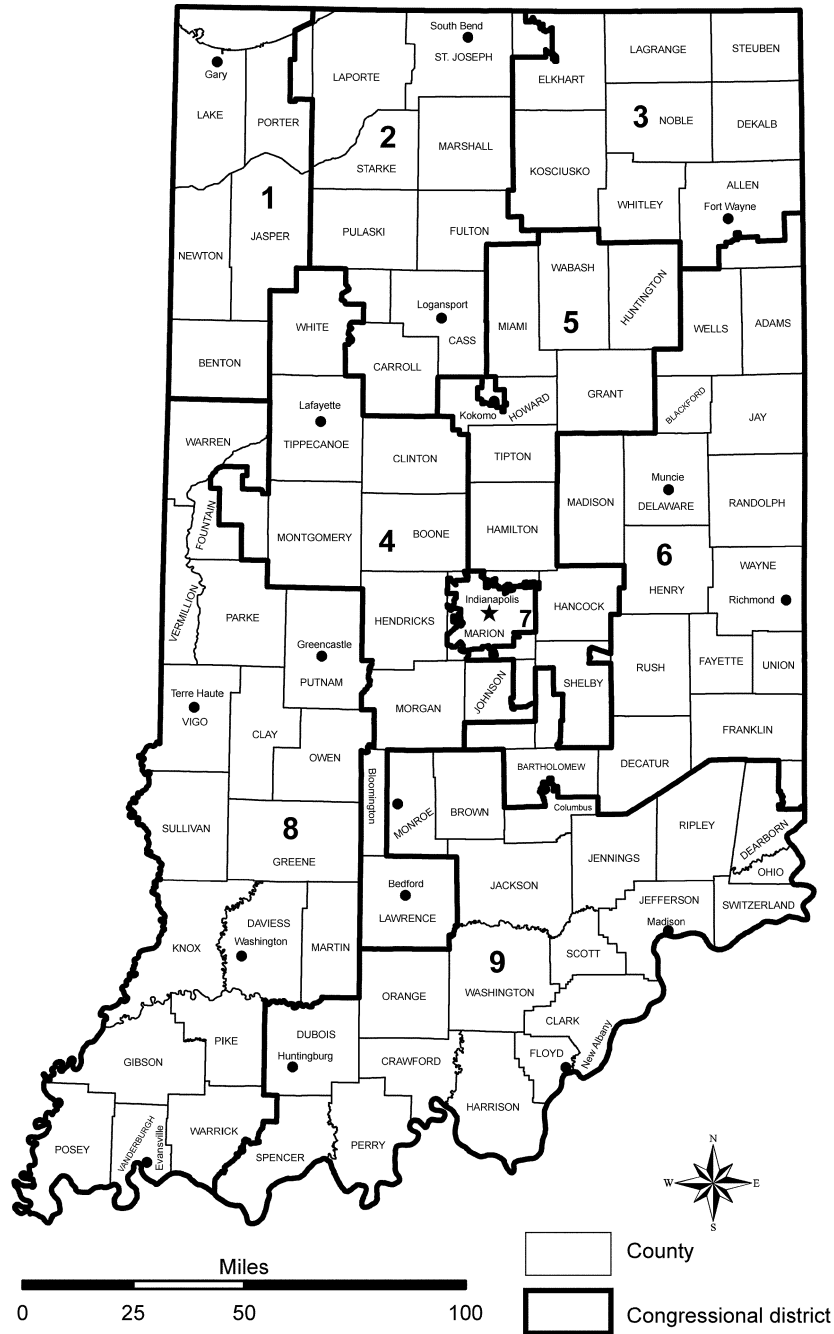 South Bend
ST. JOSEPH
LAGRANGE
STEUBEN
Gary
LAPORTE
ELKHART
LAKE
PORTER
2
STARKE
MARSHALL
3
NOBLE
DEKALB
KOSCIUSKO
ALLEN
Fort Wayne
WHITLEY
1
JASPER
PULASKI
FULTON
NEWTON
WABASH
HUNTINGTON
Logansport
CASS
MIAMI
5
WHITE
WELLS
ADAMS
BENTON
CARROLL
GRANT
BLACKFORD
Kokomo
HOWARD
JAY
Lafayette
TIPPECANOE
WARREN
CLINTON
TIPTON
MADISON
Muncie
DELAWARE
RANDOLPH
FOUNTAIN
MONTGOMERY
4
BOONE
HAMILTON
6
HENRY
WAYNE
Richmond
VERMILLION
PARKE
HENDRICKS
Indianapolis
7
MARION
HANCOCK
Greencastle
PUTNAM
RUSH
FAYETTE
UNION
Terre Haute
VIGO
MORGAN
JOHNSON
SHELBY
CLAY
OWEN
FRANKLIN
DECATUR
BARTHOLOMEW
Columbus
Bloomington
MONROE
BROWN
SULLIVAN
8
GREENE
RIPLEY
DEARBORN
JENNINGS
OHIO
Bedford
LAWRENCE
JACKSON
JEFFERSON
Madison
SWITZERLAND
KNOX
DAVIESS
Washington
MARTIN
SCOTT
9
WASHINGTON
ORANGE
CLARK
PIKE
DUBOIS
Huntingburg
CRAWFORD
FLOYD
New Albany
GIBSON
HARRISON
POSEY
VANDERBURGH
Evansville
WARRICK
SPENCER
PERRY
N
W
E
S
Miles
0
25
50
100
County
Congressional district